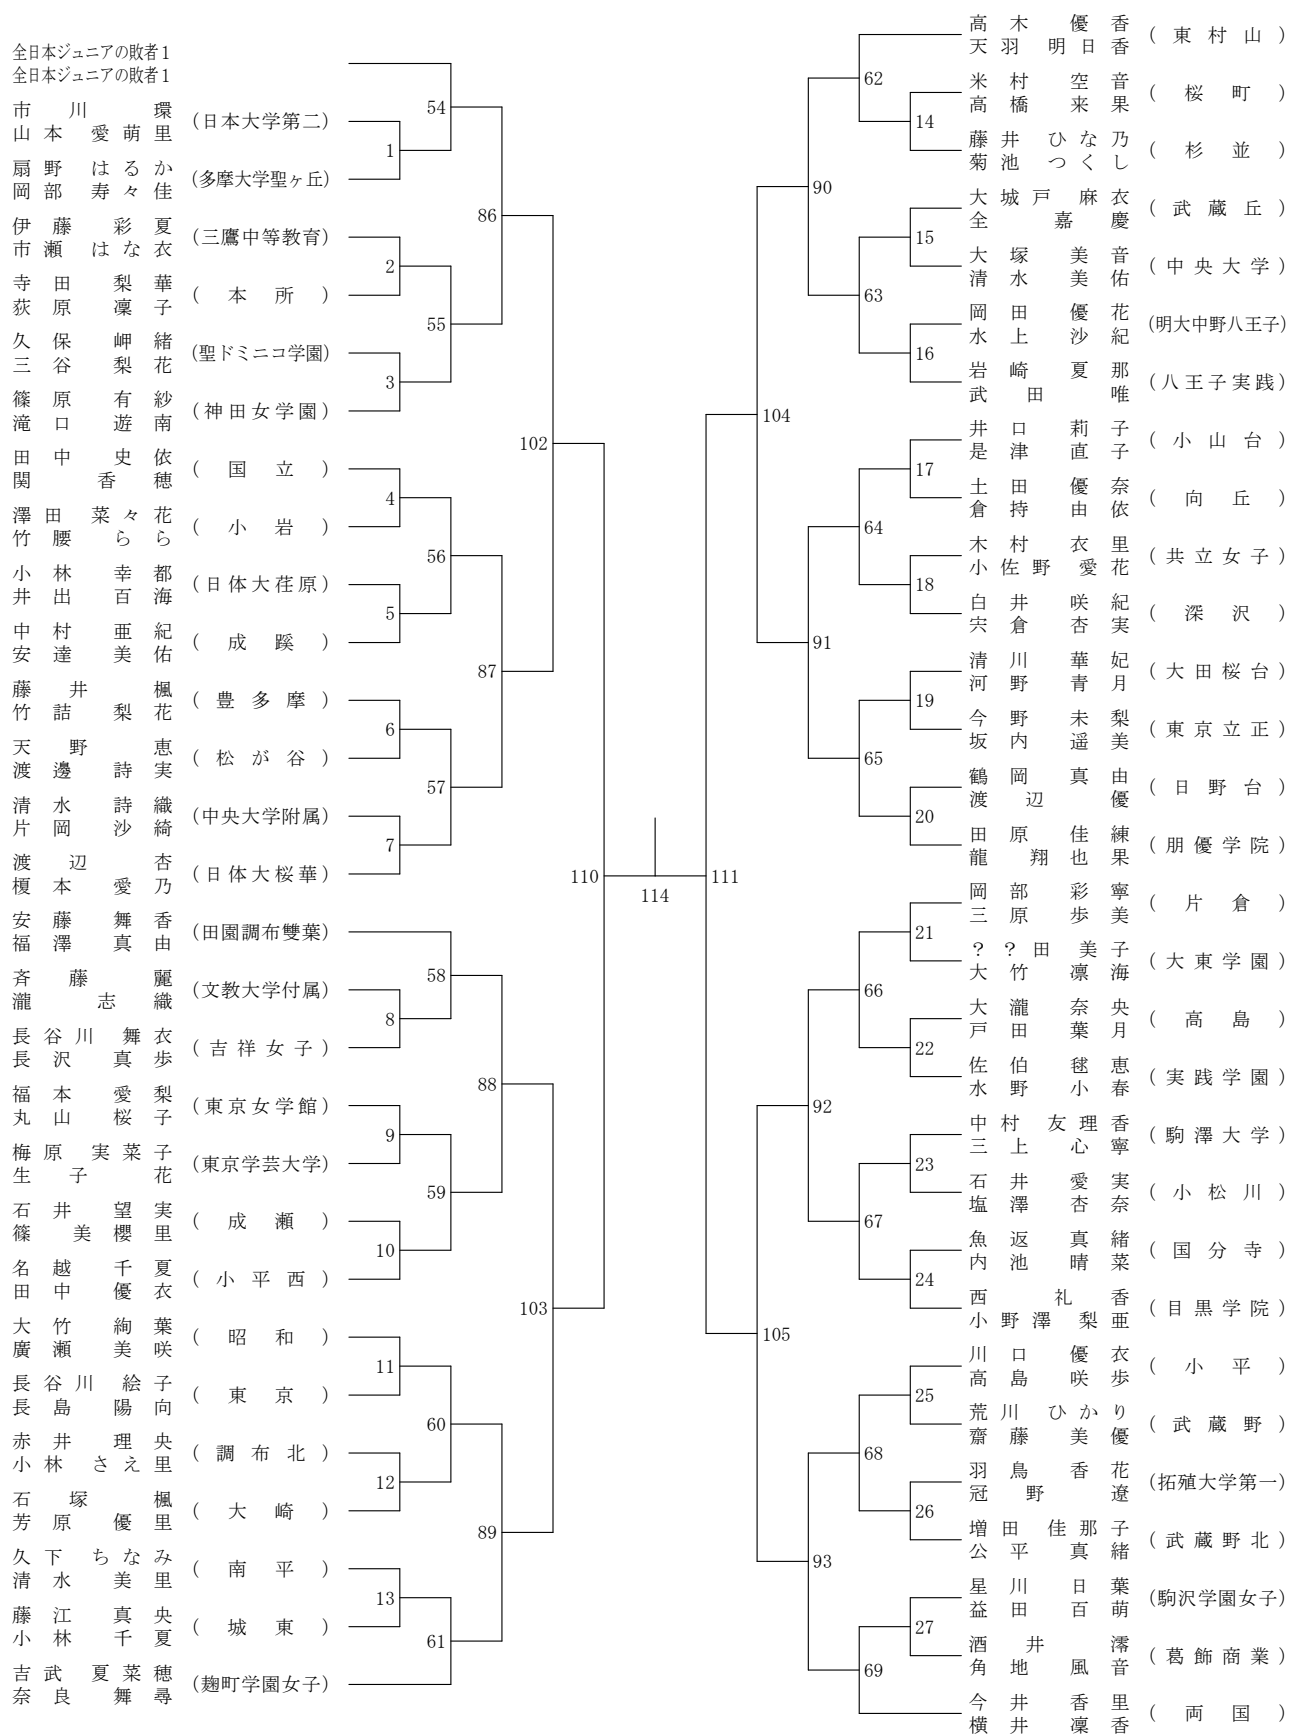 全日本ジュニアの敗者1
全日本ジュニアの敗者1
市川環
山本愛萌里
(日本大学第二)
扇野はるか
岡部寿々佳
(多摩大学聖ヶ丘)
伊藤彩夏
市瀬はな衣
(三鷹中等教育)
寺田梨華
荻原凜子
(本所)
久保岬緒
三谷梨花
(聖ドミニコ学園)
篠原有紗
滝口遊南
(神田女学園)
田中史依
関香穂
(国立)
澤田菜々花
竹腰らら
(小岩)
小林幸都
井出百海
(日体大荏原)
中村亜紀
安達美佑
(成蹊)
藤井楓
竹詰梨花
(豊多摩)
天野恵
渡邊詩実
(松が谷)
清水詩織
片岡沙綺
(中央大学附属)
渡辺杏
榎本愛乃
(日体大桜華)
安藤舞香
福澤真由
(田園調布雙葉)
斉藤麗
瀧志織
(文教大学付属)
長谷川舞衣
長沢真歩
(吉祥女子)
福本愛梨
丸山桜子
(東京女学館)
梅原実菜子
生子花
(東京学芸大学)
石井望実
篠美櫻里
(成瀬)
名越千夏
田中優衣
(小平西)
大竹絢葉
廣瀬美咲
(昭和)
長谷川絵子
長島陽向
(東京)
赤井理央
小林さえ里
(調布北)
石塚楓
芳原優里
(大崎)
久下ちなみ
清水美里
(南平)
藤江真央
小林千夏
(城東)
吉武夏菜穂
奈良舞尋
(麹町学園女子)
1
2
3
4
5
6
7
8
9
10
11
12
13
54
55
56
57
58
59
60
61
86
87
88
89
102
103
110
114
111
104
105
90
91
92
93
62
63
64
65
66
67
68
69
14
15
16
17
18
19
20
21
22
23
24
25
26
27
高木優香
天羽明日香
(東村山)
米村空音
高橋来果
(桜町)
藤井ひな乃
菊池つくし
(杉並)
大城戸麻衣
全嘉慶
(武蔵丘)
大塚美音
清水美佑
(中央大学)
岡田優花
水上沙紀
(明大中野八王子)
岩崎夏那
武田唯
(八王子実践)
井口莉子
是津直子
(小山台)
土田優奈
倉持由依
(向丘)
木村衣里
小佐野愛花
(共立女子)
白井咲紀
宍倉杏実
(深沢)
清川華妃
河野青月
(大田桜台)
今野未梨
坂内遥美
(東京立正)
鶴岡真由
渡辺優
(日野台)
田原佳練
龍翔也果
(朋優学院)
岡部彩寧
三原歩美
(片倉)
？？田美子
大竹凛海
(大東学園)
大瀧奈央
戸田葉月
(高島)
佐伯毬恵
水野小春
(実践学園)
中村友理香
三上心寧
(駒澤大学)
石井愛実
塩澤杏奈
(小松川)
魚返真緒
内池晴菜
(国分寺)
西礼香
小野澤梨亜
(目黒学院)
川口優衣
高島咲歩
(小平)
荒川ひかり
齋藤美優
(武蔵野)
羽鳥香花
冠野遼
(拓殖大学第一)
増田佳那子
公平真緒
(武蔵野北)
星川日葉
益田百萌
(駒沢学園女子)
酒井澪
角地風音
(葛飾商業)
今井香里
横井凜香
(両国)